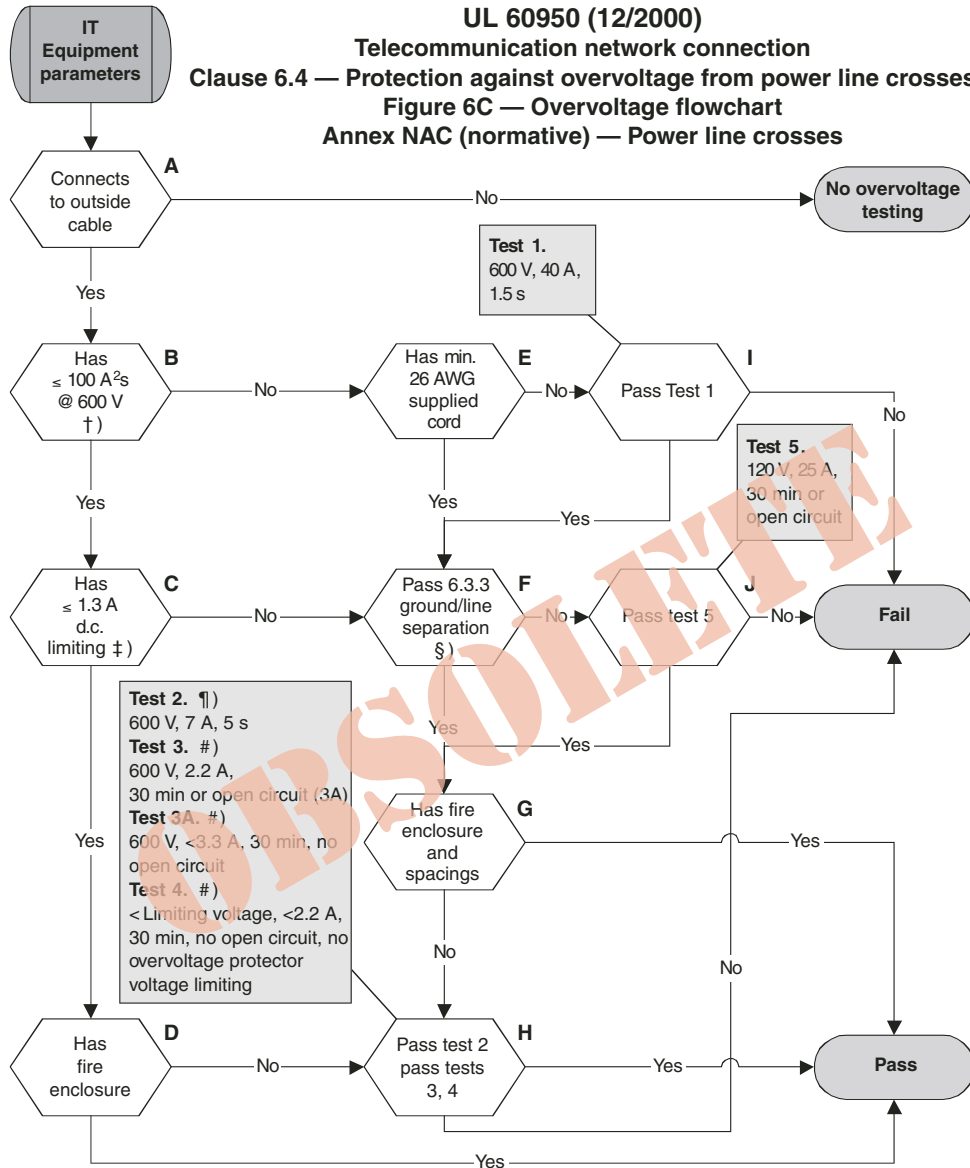 UL 60950 (12/2000)
Telecommunication network connection
Clause 6.4 — Protection against overvoltage from power line crosses
Figure 6C — Overvoltage flowchart
Annex NAC (normative) — Power line crosses
IT
Equipment
parameters
A
Connects
to outside
cable
No
No overvoltage
testing
Yes
Test 1.
600 V, 40 A,
1.5 s
B
Has
≤ 100 A²s
@ 600 V
†)
No
E
Has min.
26 AWG
supplied
cord
No
I
Pass Test 1
No
Test 5.
120 V, 25 A,
30 min or
open circuit
Yes
Yes
Yes
C
Has
≤ 1.3 A
d.c.
limiting ‡)
No
F
Pass 6.3.3
ground/line
separation
§)
No
J
Pass test 5
No
Fail
Test 2. ¶)
600 V, 7 A, 5 s
Test 3. #)
600 V, 2.2 A,
30 min or open circuit (3A)
Test 3A. #)
600 V, <3.3 A, 30 min, no
open circuit
Test 4. #)
< Limiting voltage, <2.2 A,
30 min, no open circuit, no
overvoltage protector
voltage limiting
Yes
Yes
Yes
G
Has fire
enclosure
and
spacings
Yes
No
No
D
Has
fire
enclosure
No
H
Pass test 2
pass tests
3, 4
Yes
Pass
Yes
OBSOLETE